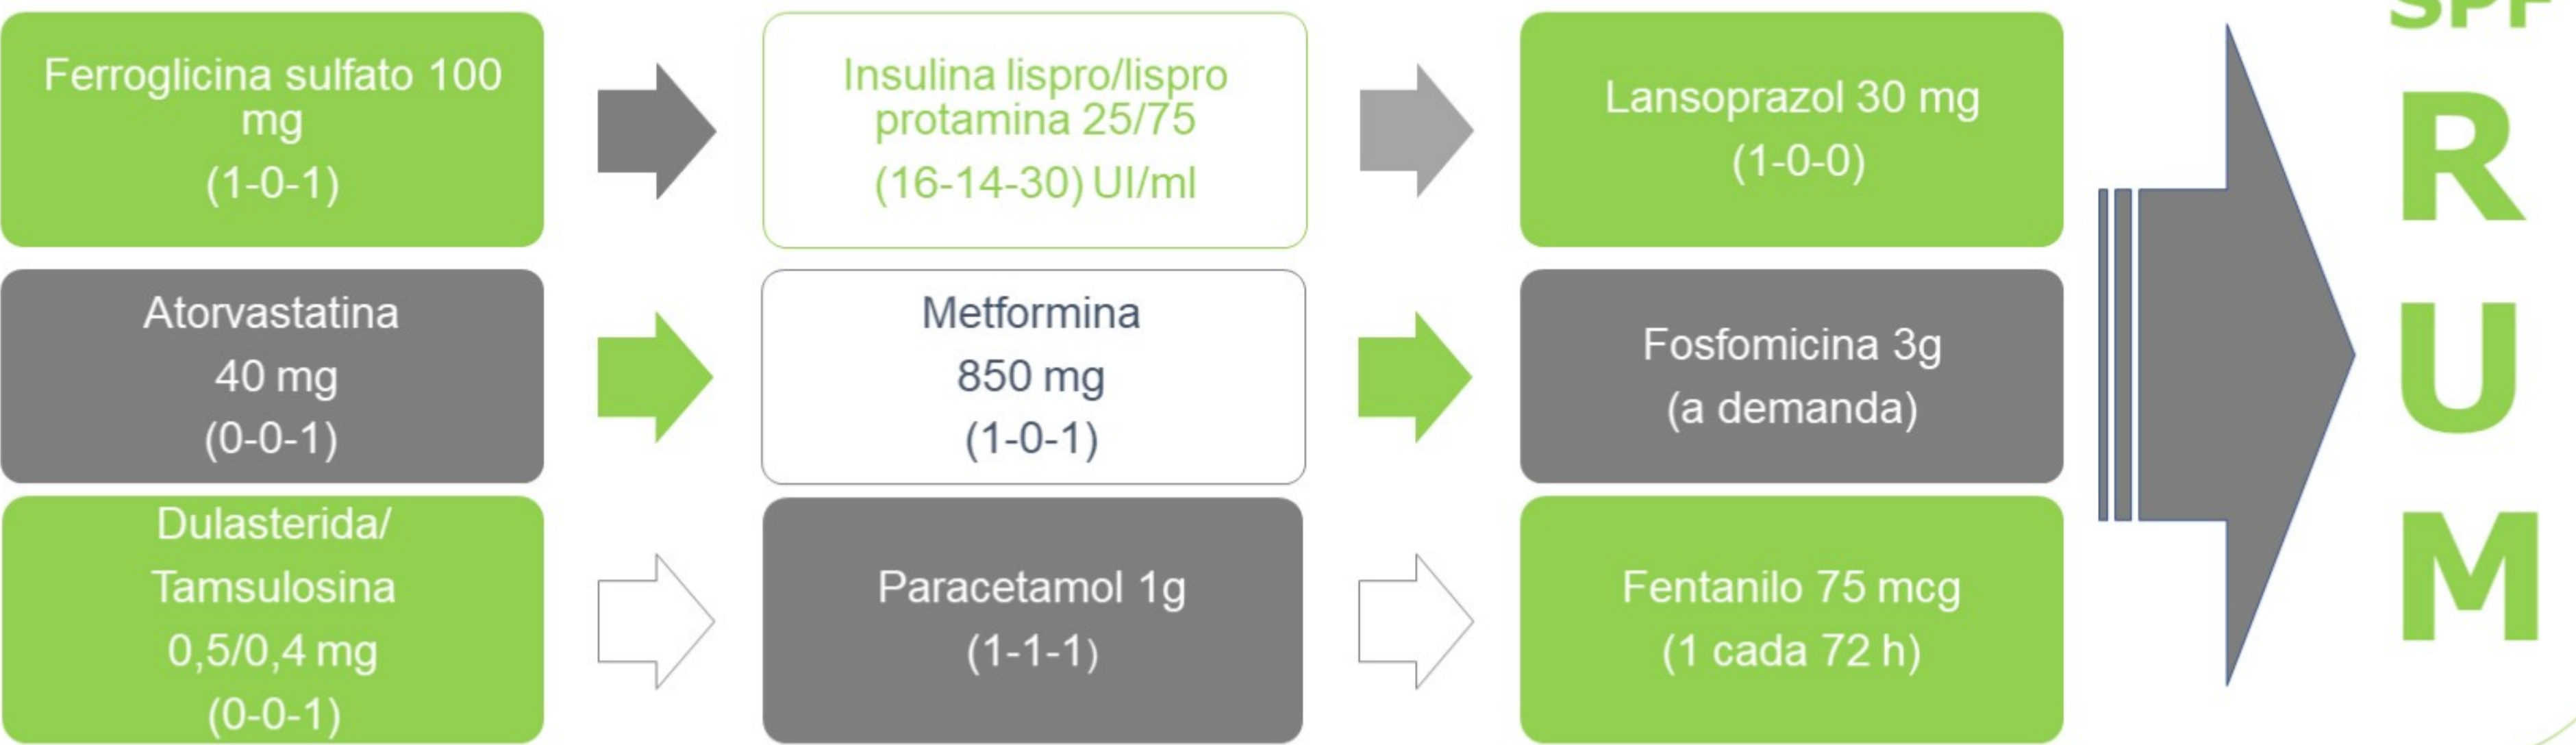 Ferroglicina sulfato 100
mg
(1-0-1)
Insulina lispro/lispro
protamina 25/75
(16-14-30) UI/ml
Lansoprazol 30 mg
(1-0-0)
Atorvastatina
40 mg
(0-0-1)
Metformina
850 mg
(1-0-1)
Fosfomicina 3g
(a demanda)
Dulasterida/
Tamsulosina
0,5/0,4 mg
(0-0-1)
Paracetamol 1g
(1-1-1)
Fentanilo 75 mcg
(1 cada 72 h)
SPF
R
U
M